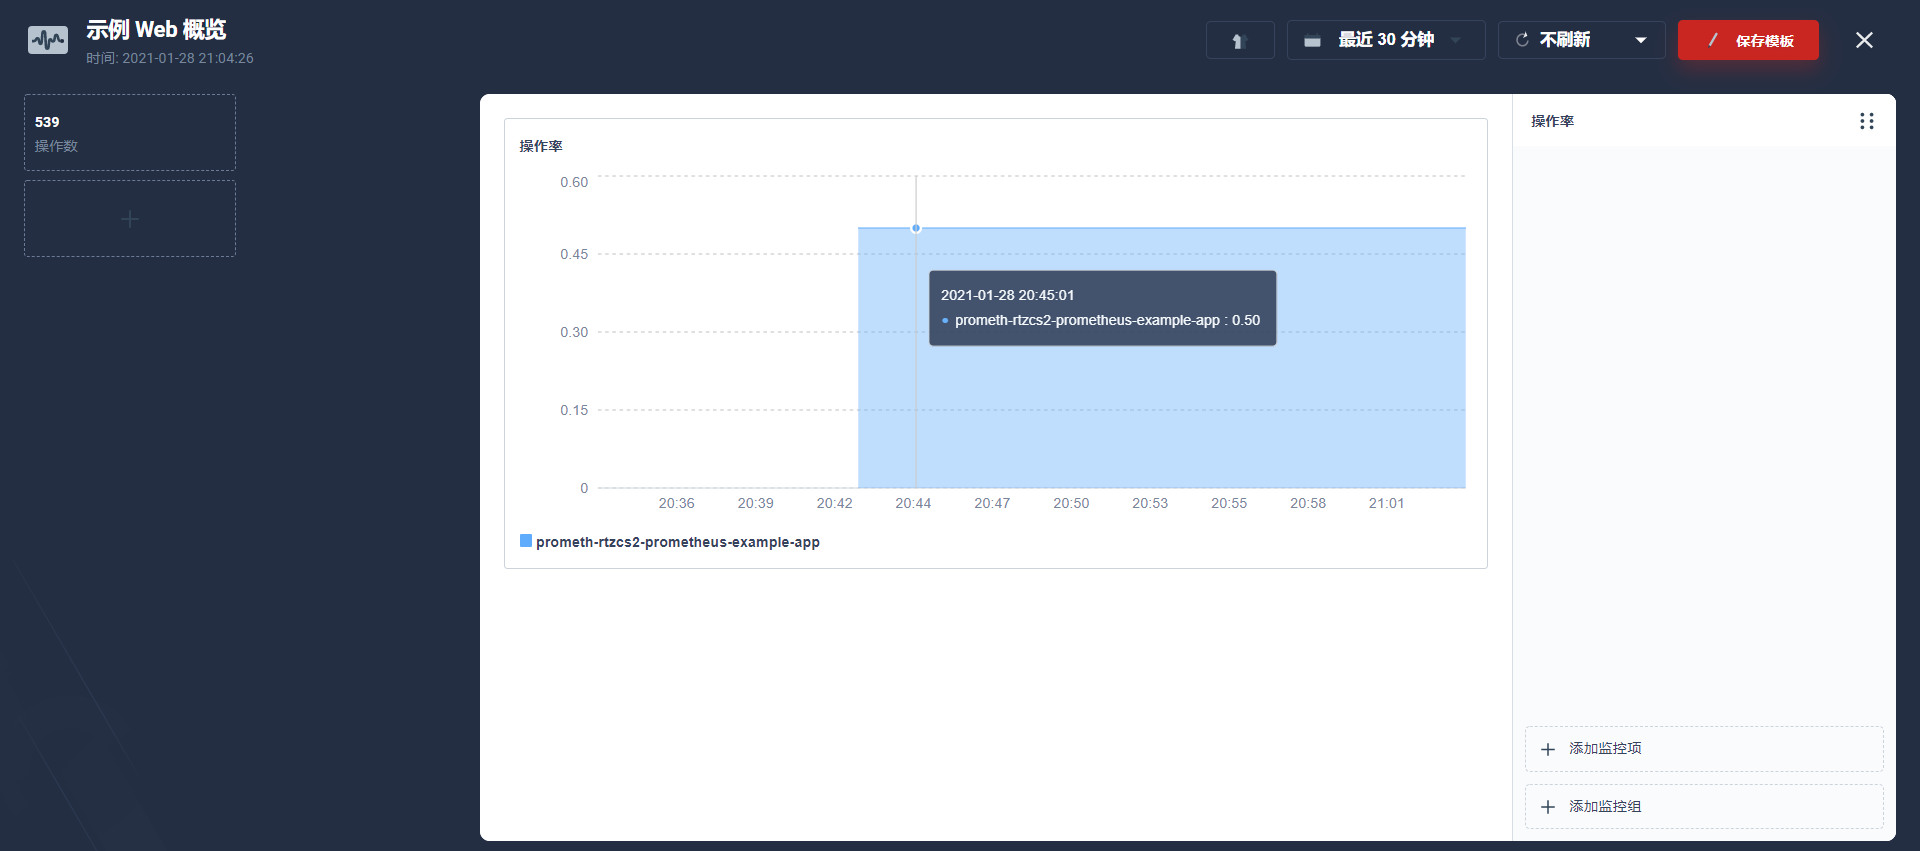 示例 Web 概览
时间: 2021-01-28 21:04:26
最近 30 分钟
不刷新
保存模板
539
操作数
操作率
0.60
0.45
0.30
0.15
0
2021-01-28 20:45:01
prometh-rtzcs2-prometheus-example-app : 0.50
20:36 20:39 20:42 20:44 20:47 20:50 20:53 20:55 20:58 21:01
prometh-rtzcs2-prometheus-example-app
操作率
添加监控项
添加监控组